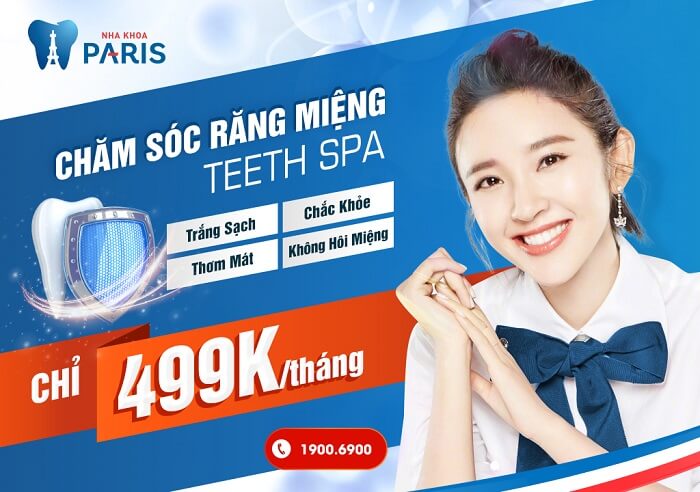 NHA KHOA
PARIS
CHĂM SÓC RĂNG MIỆNG
TEETH SPA
Trắng Sạch
Chắc Khỏe
Thơm Mát
Không Hôi Miệng
CHỈ 499K/tháng
1900.6900